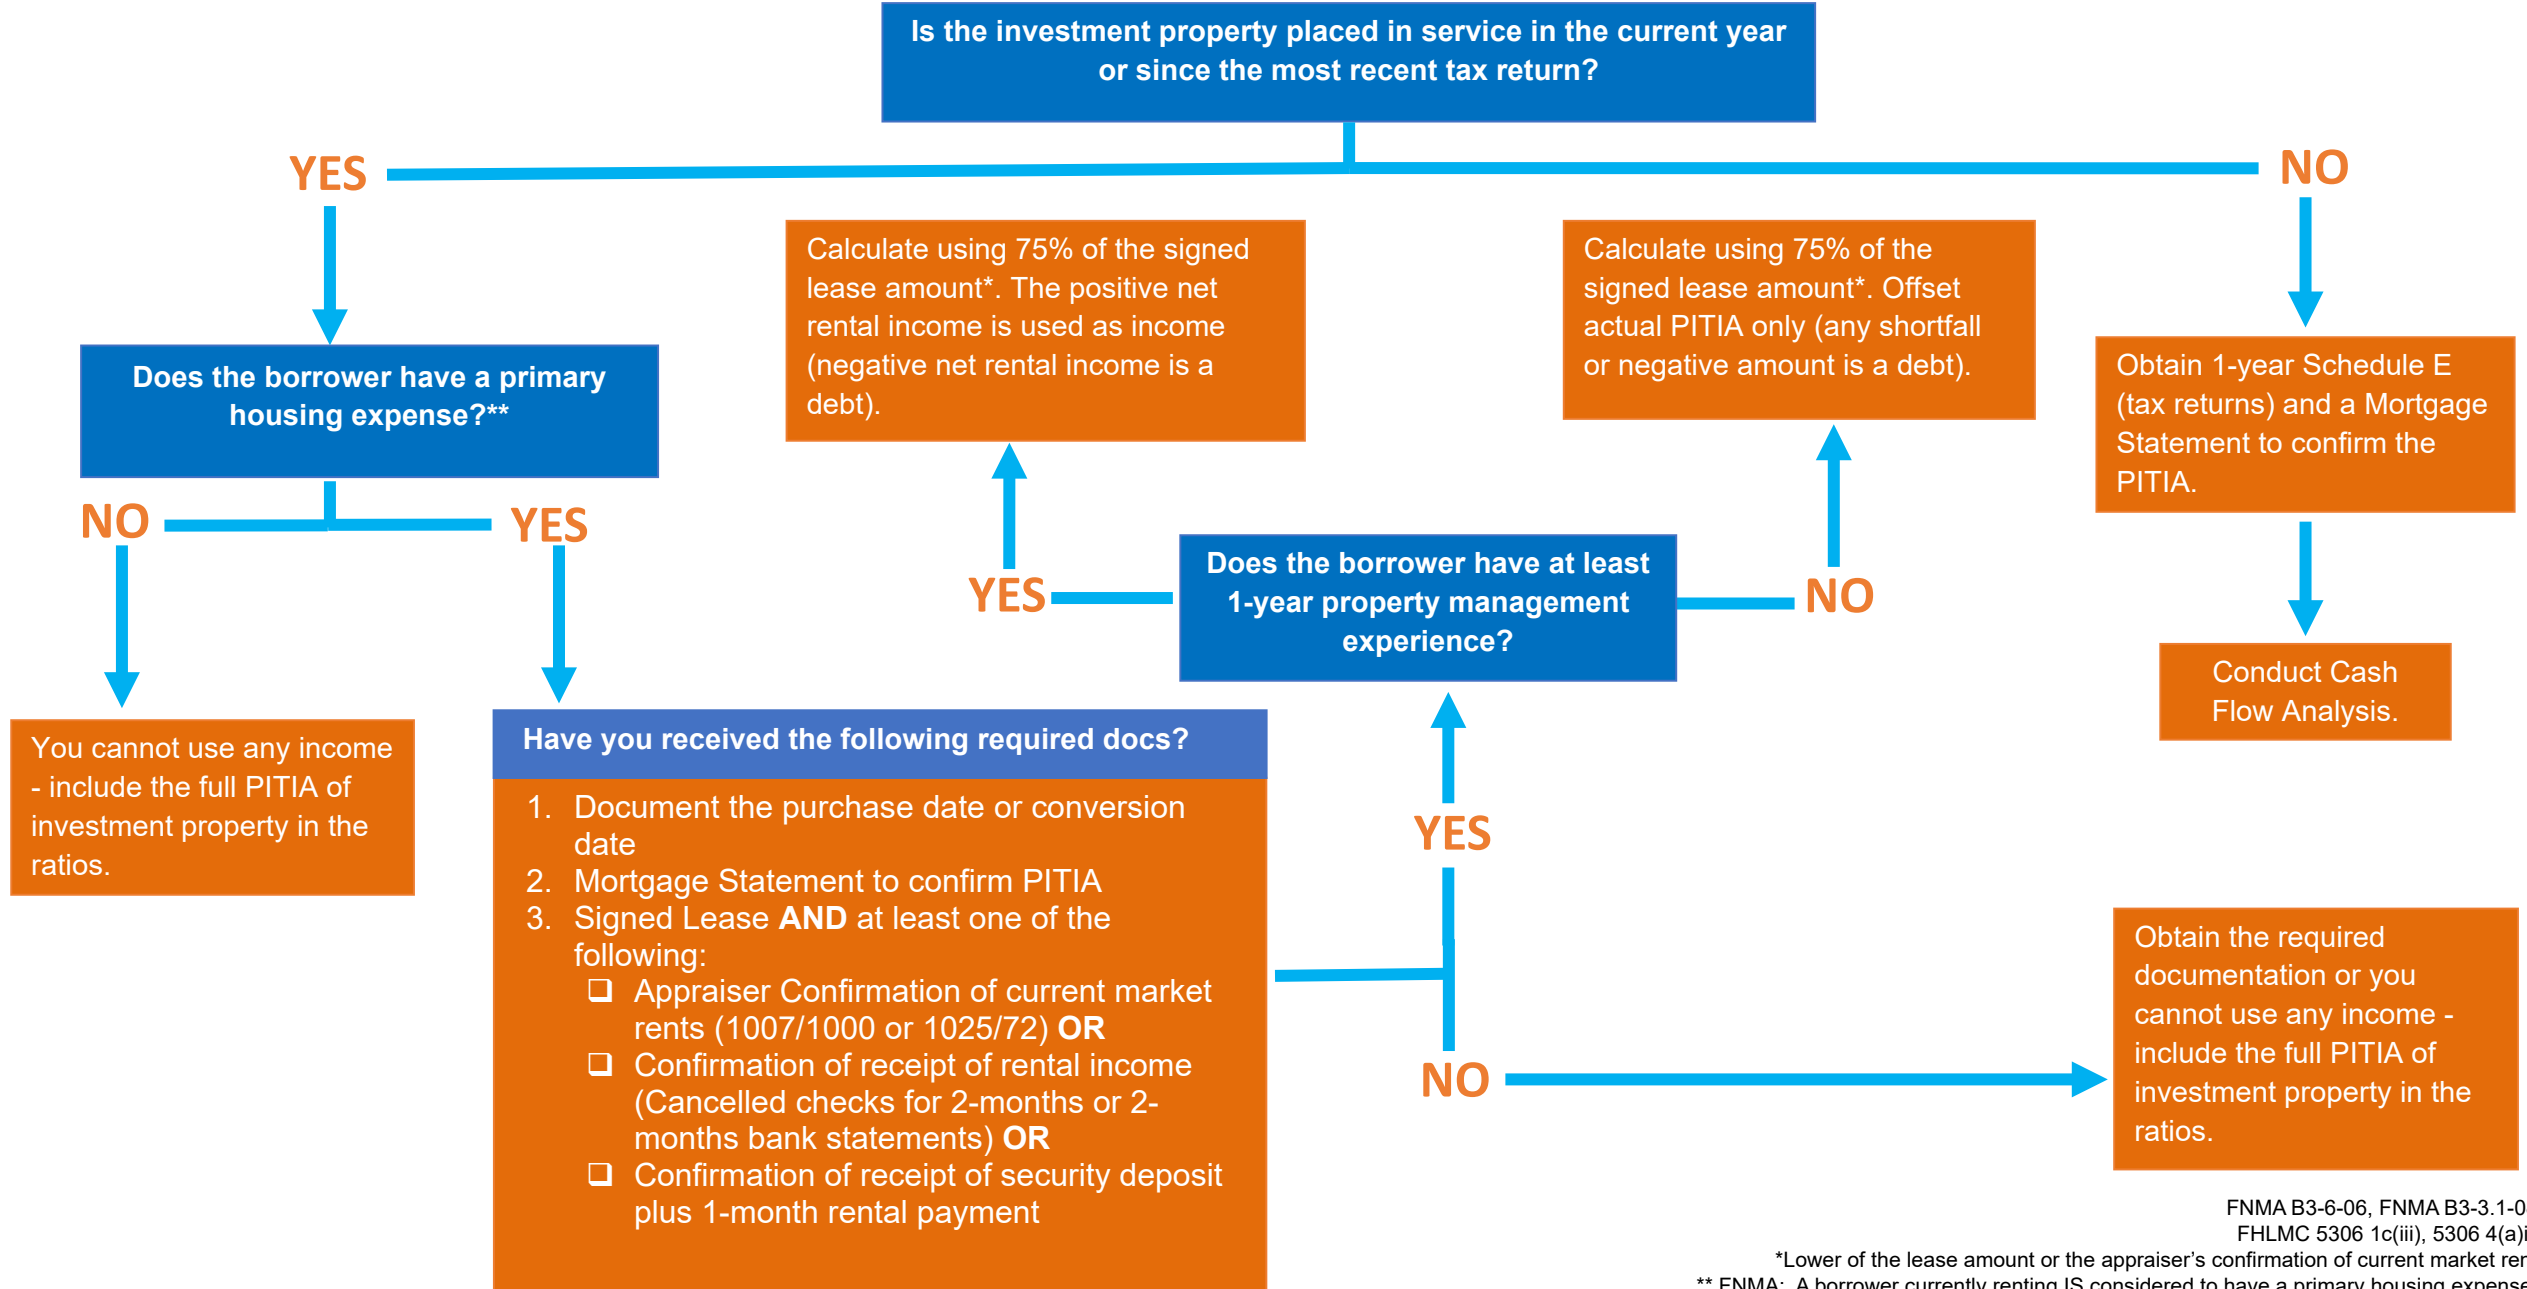 Is the investment property placed in service in the current year
or since the most recent tax return?
YES
NO
Calculate using 75% of the signed
lease amount*. The positive net
rental income is used as income
(negative net rental income is a
debt).
Calculate using 75% of the
signed lease amount*. Offset
actual PITIA only (any shortfall
or negative amount is a debt).
Does the borrower have a primary
housing expense?**
Obtain 1-year Schedule E
(tax returns) and a Mortgage
Statement to confirm the
PITIA.
NO
YES
Does the borrower have at least
1-year property management
experience?
YES
NO
Conduct Cash
Flow Analysis.
You cannot use any income
- include the full PITIA of
investment property in the
ratios.
Have you received the following required docs?
1. Document the purchase date or conversion
date
2. Mortgage Statement to confirm PITIA
3. Signed Lease AND at least one of the
following:
❑ Appraiser Confirmation of current market
rents (1007/1000 or 1025/72) OR
❑ Confirmation of receipt of rental income
(Cancelled checks for 2-months or 2-
months bank statements) OR
❑ Confirmation of receipt of security deposit
plus 1-month rental payment
YES
NO
Obtain the required
documentation or you
cannot use any income -
include the full PITIA of
investment property in the
ratios.
FNMA B3-6-06, FNMA
FHLMC 5306 1c(iii), 5306
*Lower of the lease amount or the appraiser's confirmation of current market
** FNMA: A borrower currently renting IS considered to have a primary housing expense